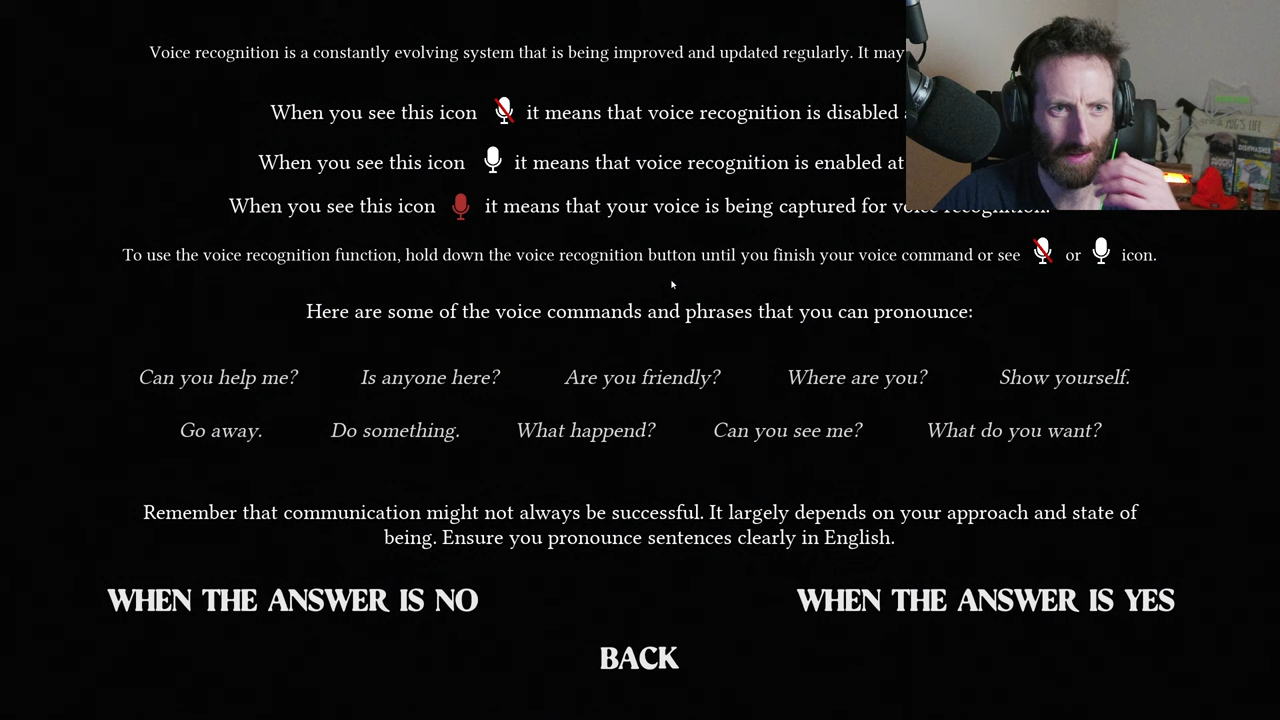 Voice recognition is a constantly evolving system that is being improved and updated regularly. It may
When you see this icon it means that voice recognition is disabled
When you see this icon it means that voice recognition is enabled at
When you see this icon it means that your voice is being captured for voice recognition.
To use the voice recognition function, hold down the voice recognition button until you finish your voice command or see or icon.
Here are some of the voice commands and phrases that you can pronounce:
Can you help me? Is anyone here? Are you friendly? Where are you? Show yourself.
Go away. Do something. What happend? Can you see me? What do you want?
Remember that communication might not always be successful. It largely depends on your approach and state of
being. Ensure you pronounce sentences clearly in English.
WHEN THE ANSWER IS NO WHEN THE ANSWER IS YES
BACK